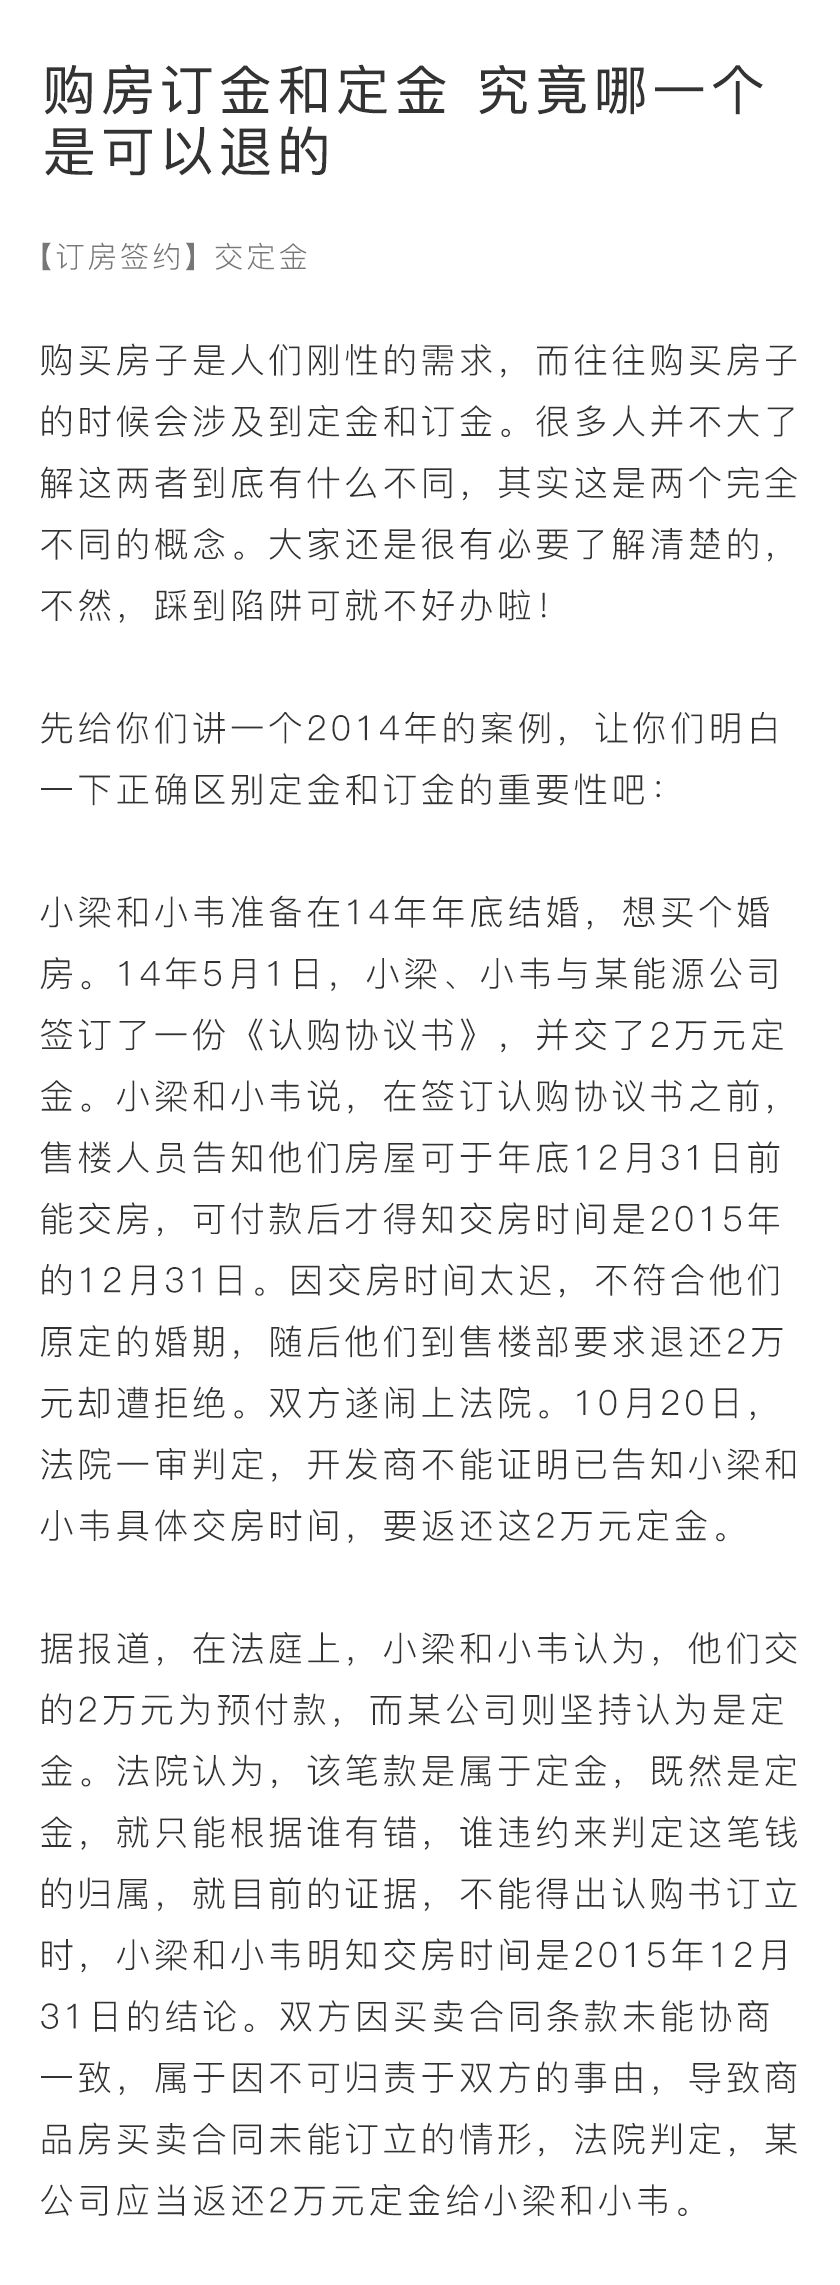 购房订金和定金 究竟哪一个
是可以退的
【订房签约】交定金
购买房子是人们刚性的需求，而往往购买房子
的时候会涉及到定金和订金。很多人并不大了
解这两者到底有什么不同，其实这是两个完全
不同的概念。大家还是很有必要了解清楚的，
不然，踩到陷阱可就不好办啦！
先给你们讲一个2014年的案例，让你们明白
一下正确区别定金和订金的重要性吧：
小梁和小韦准备在14年年底结婚，想买个婚
房。14年5月1日，小梁、小韦与某能源公司
签订了一份《认购协议书》，并交了2万元定
金。小梁和小韦说，在签订认购协议书之前，
售楼人员告知他们房屋可于年底12月31日前
能交房，可付款后才得知交房时间是2015年
的12月31日。因交房时间太迟，不符合他们
原定的婚期，随后他们到售楼部要求退还2万
元却遭拒绝。双方遂闹上法院。10月20日，
法院一审判定，开发商不能证明已告知小梁和
小韦具体交房时间，要返还这2万元定金。
据报道，在法庭上，小梁和小韦认为，他们交
的2万元为预付款，而某公司则坚持认为是定
金。法院认为，该笔款是属于定金，既然是定
金，就只能根据谁有错，谁违约来判定这笔钱
的归属，就目前的证据，不能得出认购书订立
时，小梁和小韦明知交房时间是2015年12月
31日的结论。双方因买卖合同条款未能协商
一致，属于因不可归责于双方的事由，导致商
品房买卖合同未能订立的情形，法院判定，某
公司应当返还2万元定金给小梁和小韦。